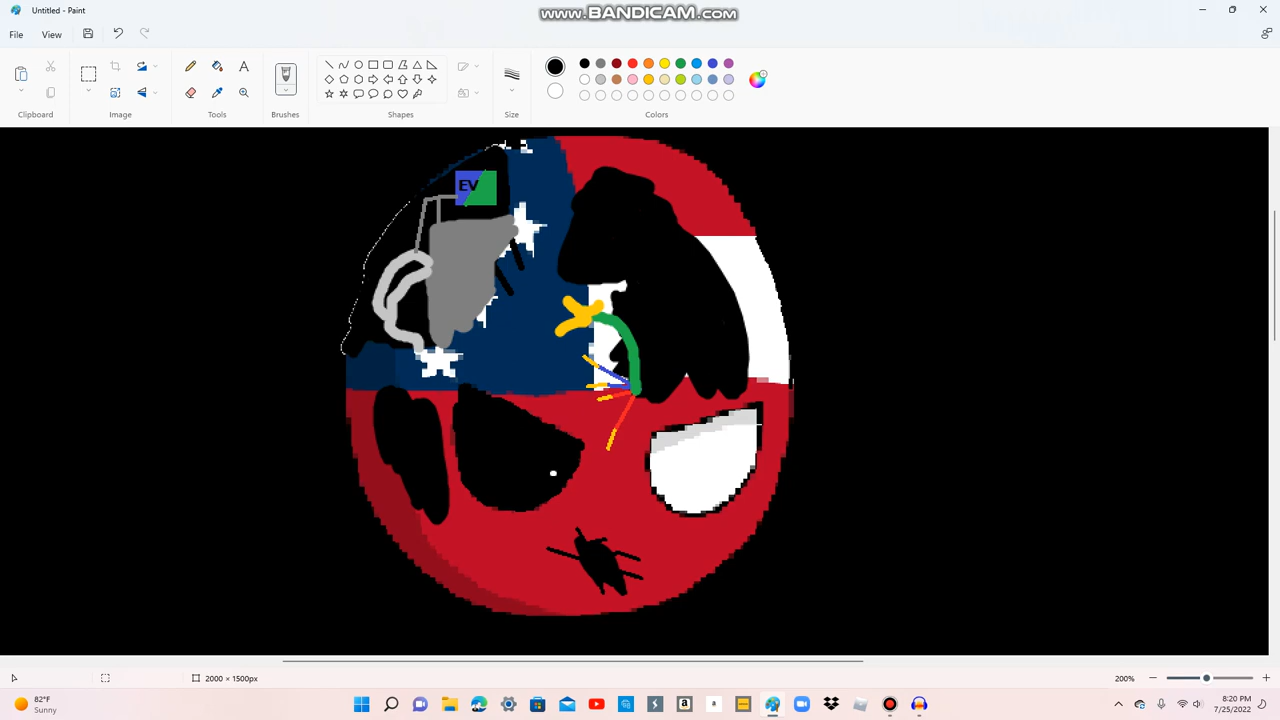 www.BANDICAM.com
Untitled - Paint
File
View
A
Clipboard
Image
Tools
Brushes
Shapes
Size
Colors
EV
2000 × 1500px
200%
82°F
Sunny
8:20 PM
7/25/2022